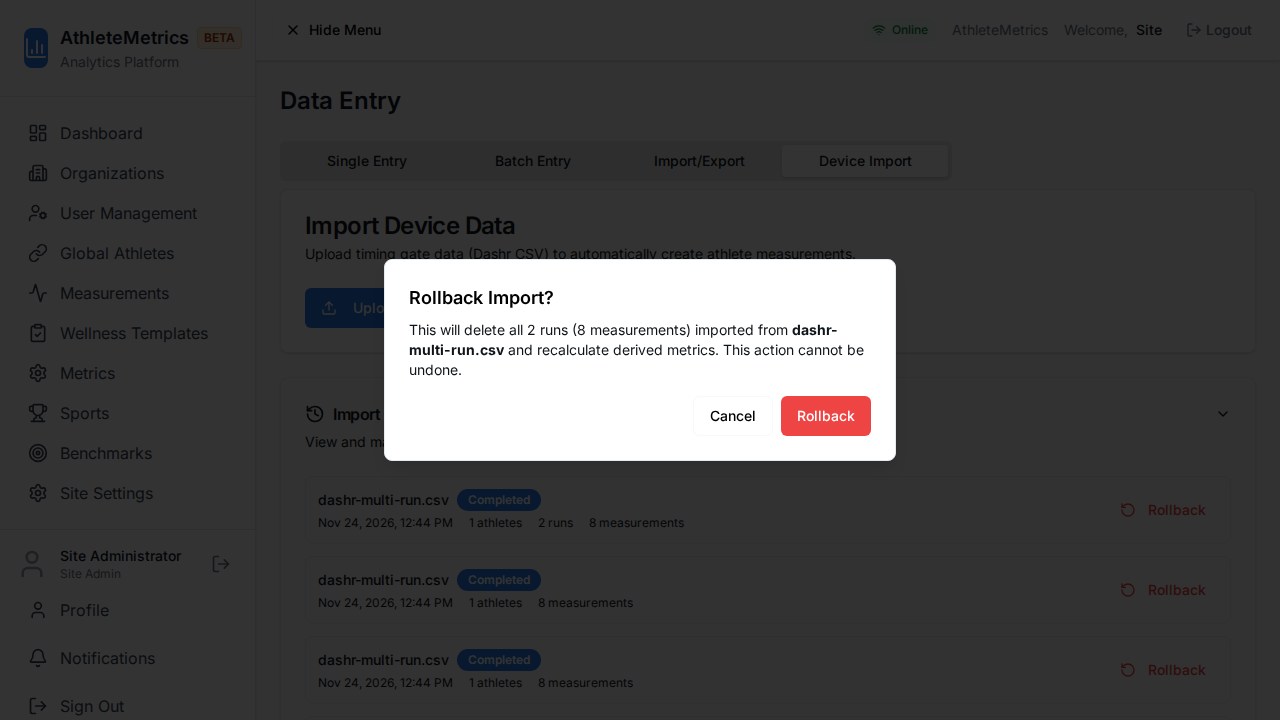 AthleteMetrics BETA
Analytics Platform
Dashboard
Organizations
User Management
Global Athletes
Measurements
Wellness Templates
Metrics
Sports
Benchmarks
Site Settings
Site Administrator
Site Admin
Profile
Notifications
Sign Out
Hide Menu
Online
AthleteMetrics
Welcome, Site
Logout
Data Entry
Single Entry
Batch Entry
Import/Export
Device Import
Import Device Data
Upload timing gate data (Dashr CSV) to automatically create athlete measurements.
Rollback Import?
This will delete all 2 runs (8 measurements) imported from dashr-
multi-run.csv and recalculate derived metrics. This action cannot be
undone.
Cancel
Rollback
Import
View and
dashr-multi-run.csv Completed
Nov 24, 2026, 12:44 PM 1 athletes 2 runs 8 measurements
Rollback
dashr-multi-run.csv Completed
Nov 24, 2026, 12:44 PM 1 athletes 8 measurements
Rollback
dashr-multi-run.csv Completed
Nov 24, 2026, 12:44 PM 1 athletes 8 measurements
Rollback